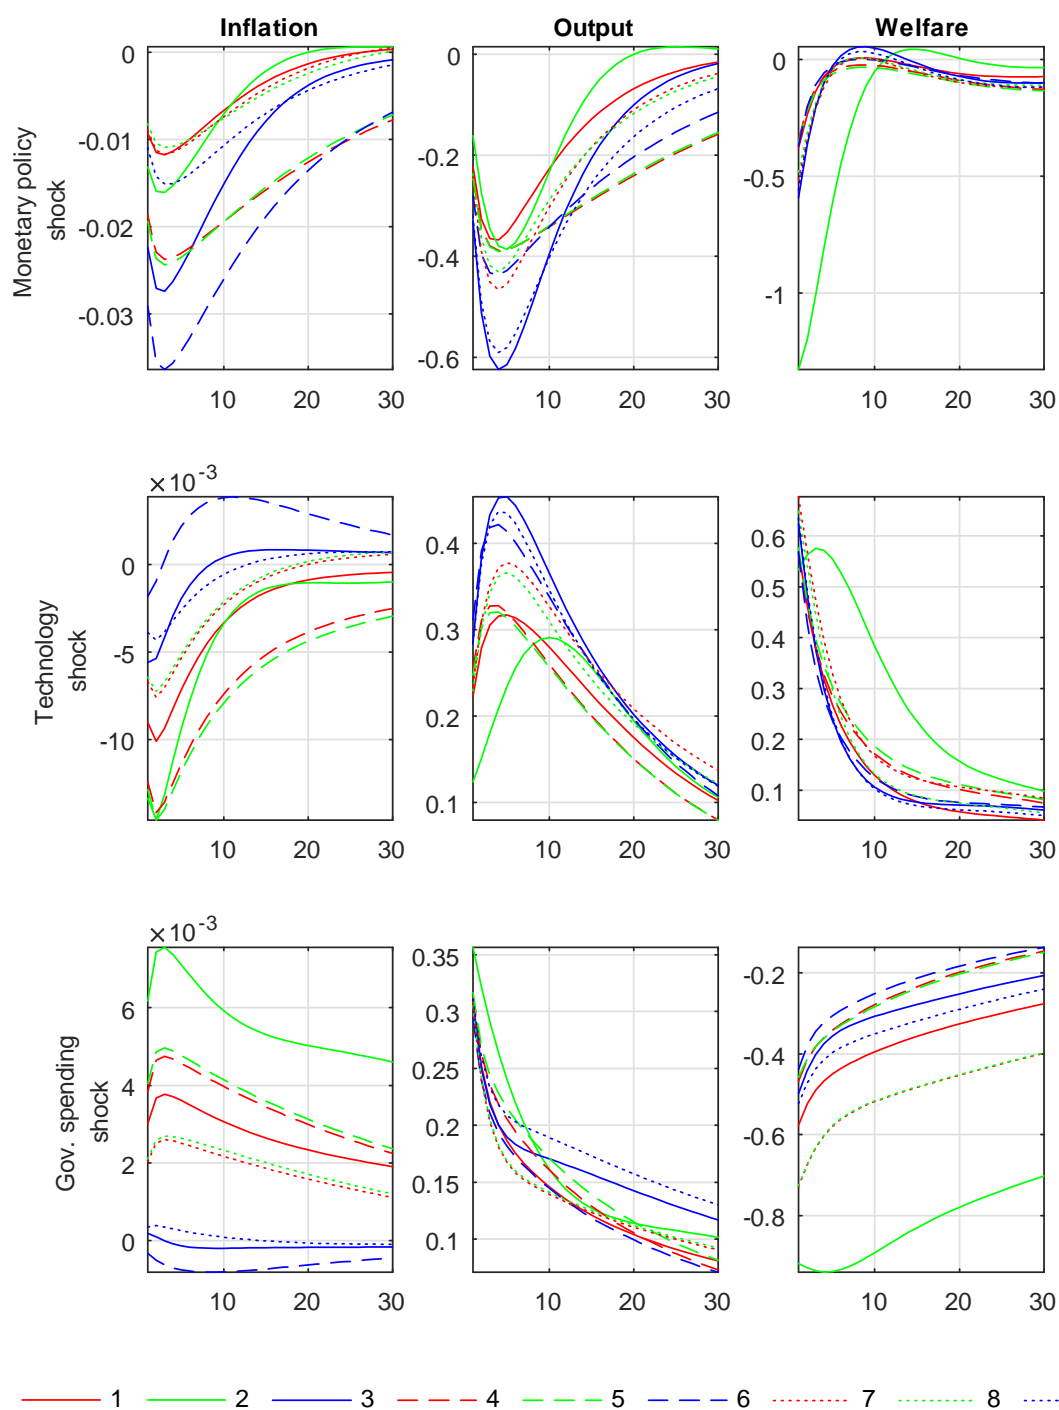 Inflation Output Welfare
0 0 0
-0.01 -0.2 -0.5
-0.02 -0.4 -1
-0.03 -0.6
Monetary policy
shock
10 20 30 10 20 30 10 20 30
×10-3
0 0.4 0.6
-5 0.3 0.5
-10 0.2 0.4
0.1 0.3
0.2
0.1
Technology
shock
10 20 30 10 20 30 10 20 30
×10-3
6 0.35 -0.2
4 0.3 -0.4
2 0.25 -0.6
0 0.2 -0.8
0.15
0.1
Gov. spending
shock
10 20 30 10 20 30 10 20 30
1 2 3 4 5 6 7 8